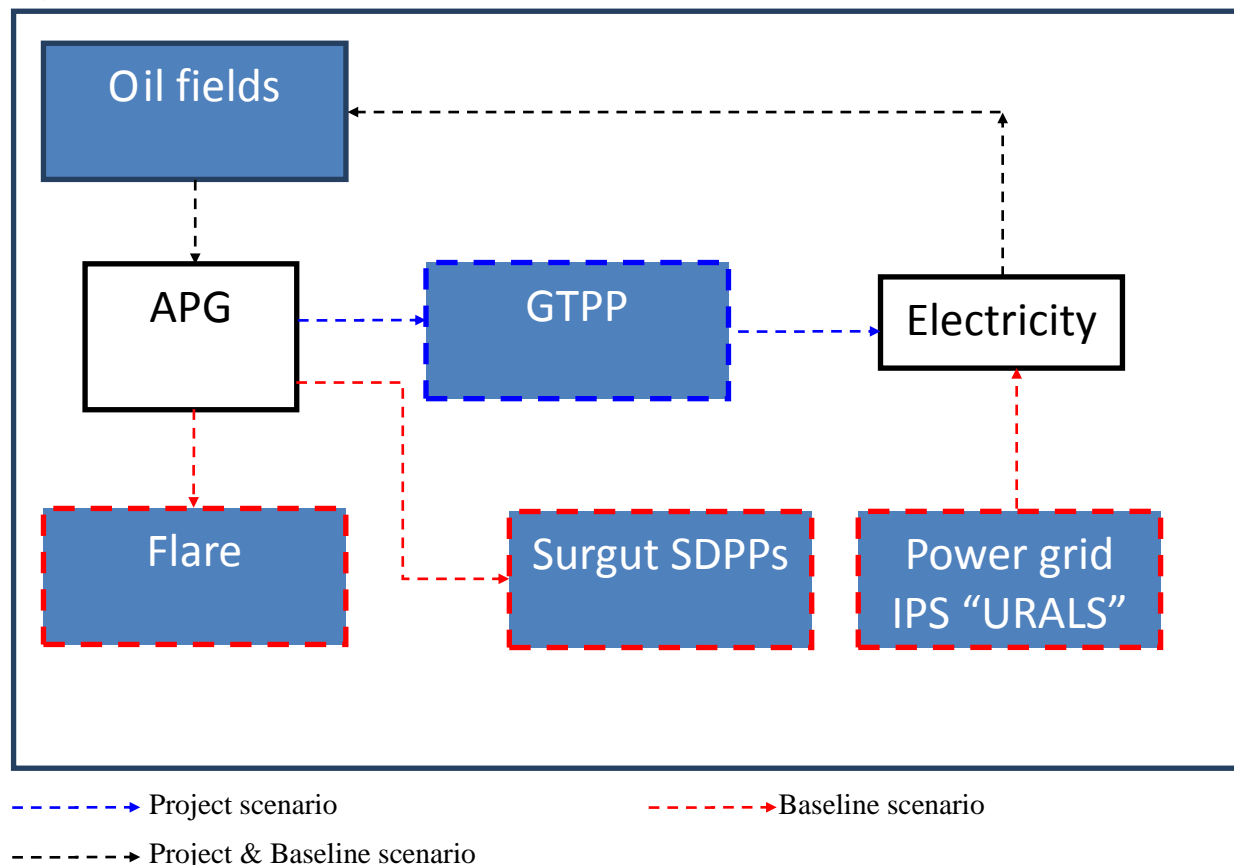 Oil fields
APG
GTPP
Electricity
Flare
Surgut SDPPs
Power grid
IPS “URALS”
Project scenario
Baseline scenario
Project & Baseline scenario